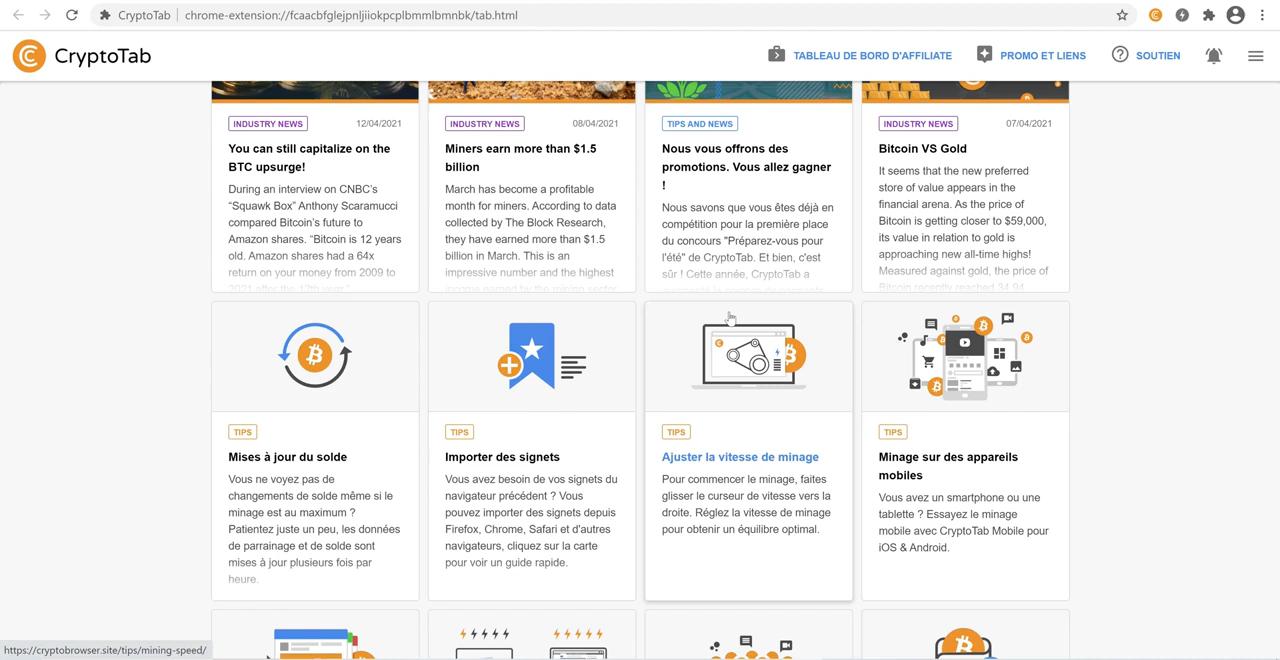 CryptoTab
chrome-extension://fcaacbfglejpnljiiokpcplbmmlbmnbk/tab.html
CryptoTab
TABLEAU DE BORD D'AFFILIATE
PROMO ET LIENS
SOUTIEN
INDUSTRY NEWS
12/04/2021
You can still capitalize on the
BTC upsurge!
During an interview on CNBC's
“Squawk Box” Anthony Scaramucci
compared Bitcoin's future to
Amazon shares. “Bitcoin is 12 years
old. Amazon shares had a 64x
return on your money from 2009 to
2021 after the 12th year.”
INDUSTRY NEWS
08/04/2021
Miners earn more than $1.5
billion
March has become a profitable
month for miners. According to data
collected by The Block Research,
they have earned more than $1.5
billion in March. This is an
impressive number and the highest
income earned by the mining sector
TIPS AND NEWS
Nous vous offrons des
promotions. Vous allez gagner
!
Nous savons que vous êtes déjà en
compétition pour la première place
du concours "Préparez-vous pour
l'été" de CryptoTab. Et bien, c'est
sûr ! Cette année, CryptoTab a
INDUSTRY NEWS
07/04/2021
Bitcoin VS Gold
It seems that the new preferred
store of value appears in the
financial arena. As the price of
Bitcoin is getting closer to $59,000,
its value in relation to gold is
approaching new all-time highs!
Measured against gold, the price of
Bitcoin recently reached 34.94
TIPS
Mises à jour du solde
Vous ne voyez pas de
changements de solde même si le
minage est au maximum ?
Patientez juste un peu, les données
de parrainage et de solde sont
mises à jour plusieurs fois par
heure.
TIPS
Importer des signets
Vous avez besoin de vos signets du
navigateur précédent ? Vous
pouvez importer des signets depuis
Firefox, Chrome, Safari et d'autres
navigateurs, cliquez sur la carte
pour voir un guide rapide.
TIPS
Ajuster la vitesse de minage
Pour commencer le minage, faites
glisser le curseur de vitesse vers la
droite. Réglez la vitesse de minage
pour obtenir un équilibre optimal.
TIPS
Minage sur des appareils
mobiles
Vous avez un smartphone ou une
tablette ? Essayez le minage
mobile avec CryptoTab Mobile pour
iOS & Android.
https://cryptobrowser.site/tips/mining-speed/